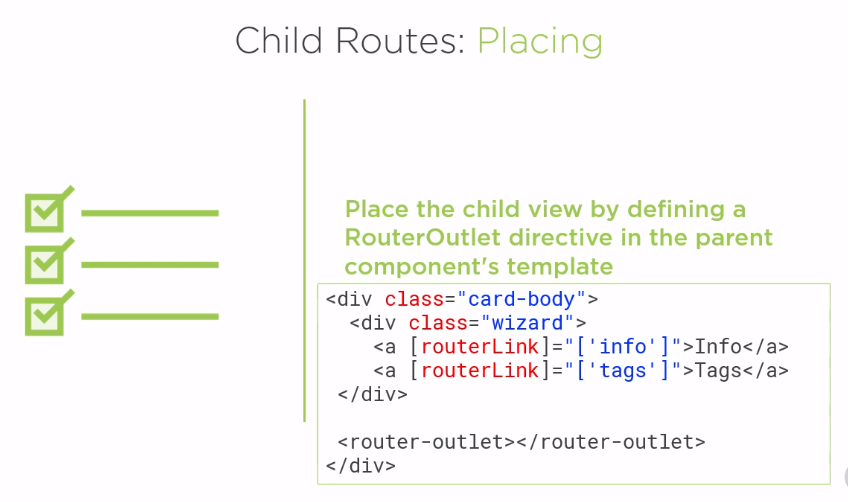 Child Routes: Placing
Place the child view by defining a
RouterOutlet directive in the parent
component's template
<div class="card-body">
  <div class="wizard">
    <a [routerLink]="['info']">Info</a>
    <a [routerLink]="['tags']">Tags</a>
 </div>

 <router-outlet></router-outlet>
</div>